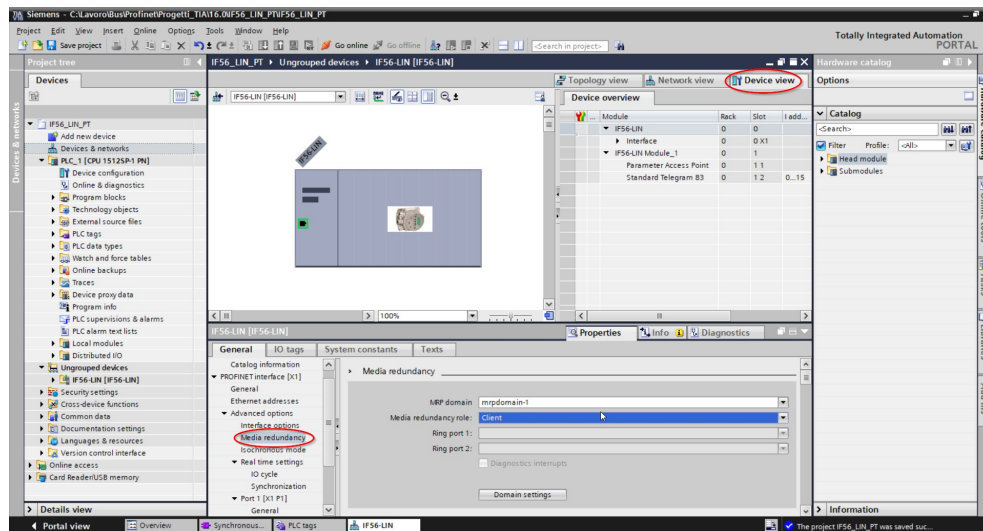 Siemens - C:\Lavoro\Bus\Profinet\Progetti_TIA\16.0\IF56_LIN_PT\IF56_LIN_PT
Project Edit View Insert Online Options Tools Window Help
Totally Integrated Automation
PORTAL
Save project
Go online
Go offline
<Search in project>
Project tree
IF56_LIN_PT
Ungrouped devices
IF56-LIN [IF56-LIN]
Hardware catalog
Devices
Topology view
Network view
Device view
Options
IF56-LIN [IF56-LIN]
Device overview
Devices & networks
Module Rack Slot I add...
IF56-LIN 0 0
Interface 0 0 X1
IF56-LIN Module_1 0 1
Parameter Access Point 0 1 1
Standard Telegram 83 0 1 2 0...15
IF56-LIN
Catalog
<Search>
Filter Profile: <All>
Head module
Submodules
IF56_LIN_PT
Add new device
Devices & networks
PLC_1 [CPU 1512SP-1 PN]
Device configuration
Online & diagnostics
Program blocks
Technology objects
External source files
PLC tags
PLC data types
Watch and force tables
Online backups
Traces
Device proxy data
Program info
PLC supervisions & alarms
PLC alarm text lists
Local modules
Distributed I/O
Ungrouped devices
IF56-LIN [IF56-LIN]
Security settings
Cross-device functions
Common data
Documentation settings
Languages & resources
Version control interface
Online access
Card Reader/USB memory
100%
IF56-LIN [IF56-LIN]
Properties
Info
Diagnostics
General
IO tags
System constants
Texts
Catalog information
PROFINET interface [X1]
General
Ethernet addresses
Advanced options
Interface options
Media redundancy
Isochronous mode
Real time settings
IO cycle
Synchronization
Port 1 [X1 P1]
General
Media redundancy
MRP domain mrpdomain-1
Media redundancy role: Client
Ring port 1:
Ring port 2:
Diagnostics interrupts
Domain settings
Details view
Information
Portal view
Overview
Synchronous...
PLC tags
IF56-LIN
The project IF56_LIN_PT was saved suc...